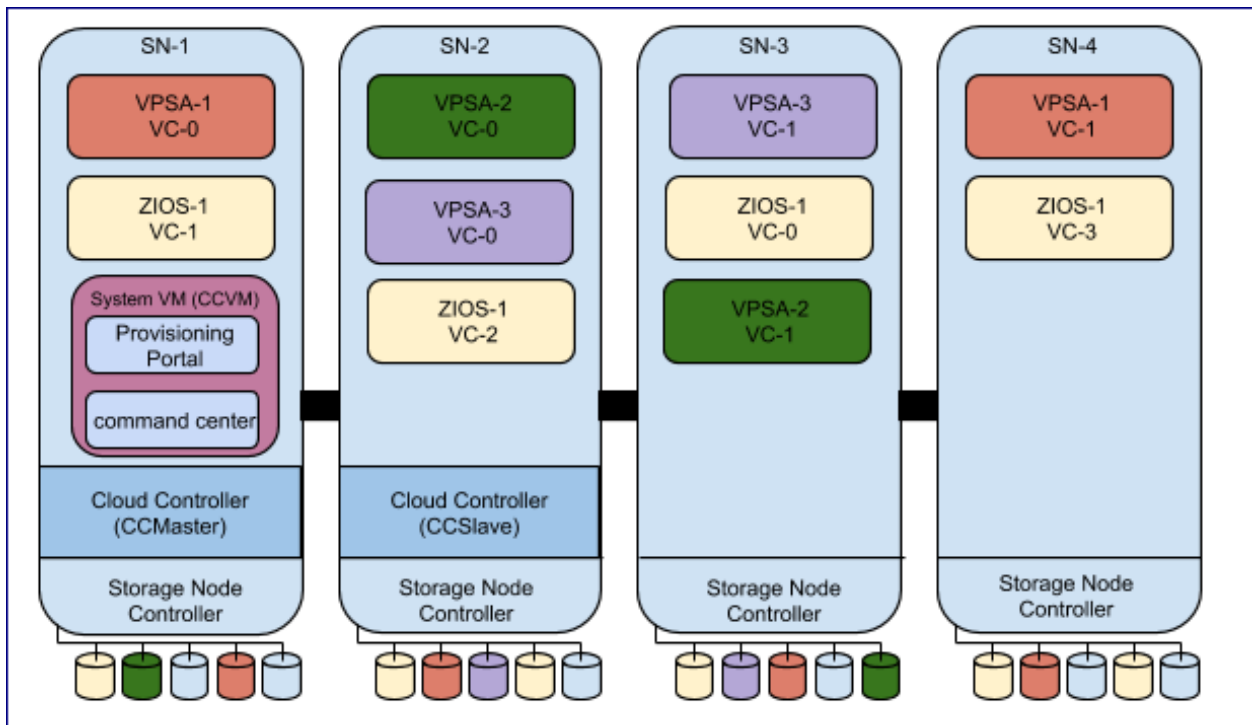 SN-1
VPSA-1
VC-0
ZIOS-1
VC-1
System VM (CCVM)
Provisioning
Portal
command center
Cloud Controller
(CCMaster)
Storage Node
Controller
SN-2
VPSA-2
VC-0
VPSA-3
VC-0
ZIOS-1
VC-2
Cloud Controller
(CCSlave)
Storage Node
Controller
SN-3
VPSA-3
VC-1
ZIOS-1
VC-0
VPSA-2
VC-1
Storage Node
Controller
SN-4
VPSA-1
VC-1
ZIOS-1
VC-3
Storage Node
Controller